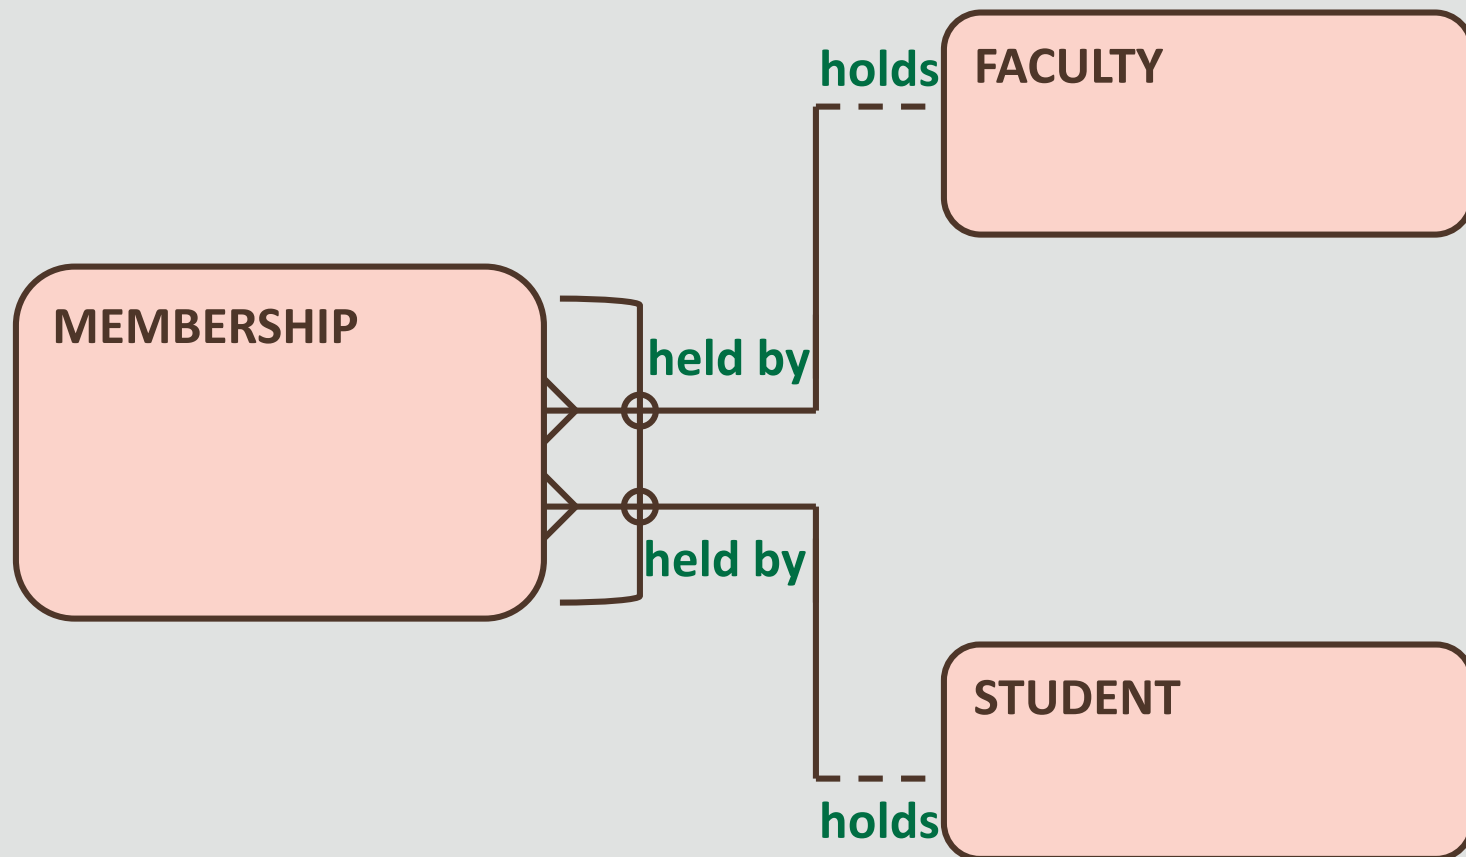 holds
FACULTY
MEMBERSHIP
held by
held by
STUDENT
holds